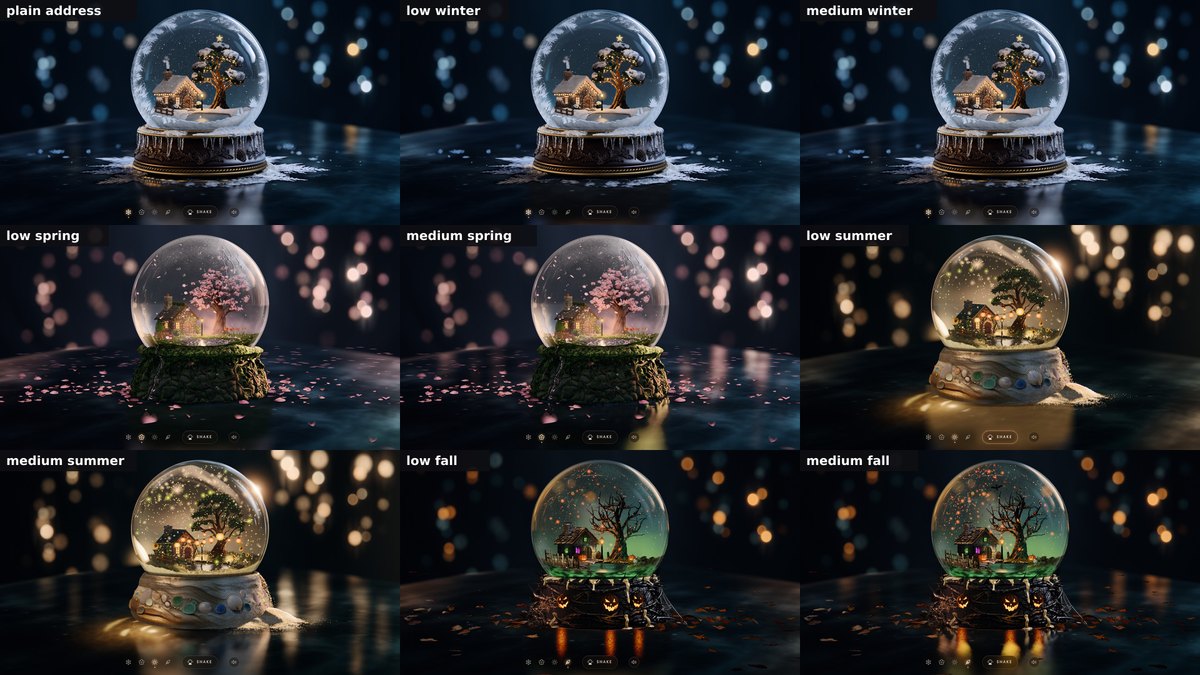 plain address
low winter
medium winter
SHAKE
SHAKE
SHAKE
low spring
medium spring
low summer
SHAKE
SHAKE
SHAKE
medium summer
low fall
medium fall
SHAKE
SHAKE
SHAKE